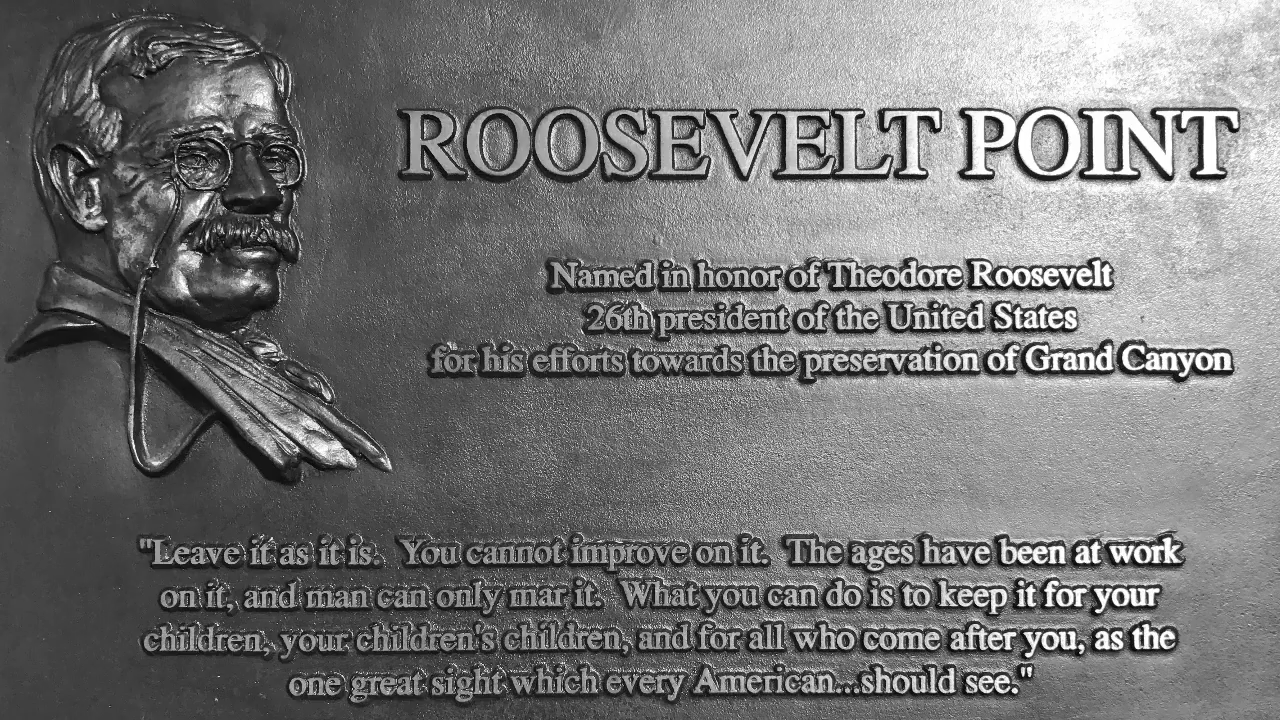 ROOSEVELT POINT
Named in honor of Theodore Roosevelt
26th president of the United States
for his efforts towards the preservation of Grand Canyon
"Leave it as it is.  You cannot improve on it.  The ages have been at work
on it, and man can only mar it.  What you can do is to keep it for your
children, your children's children, and for all who come after you, as the
one great sight which every American...should see."